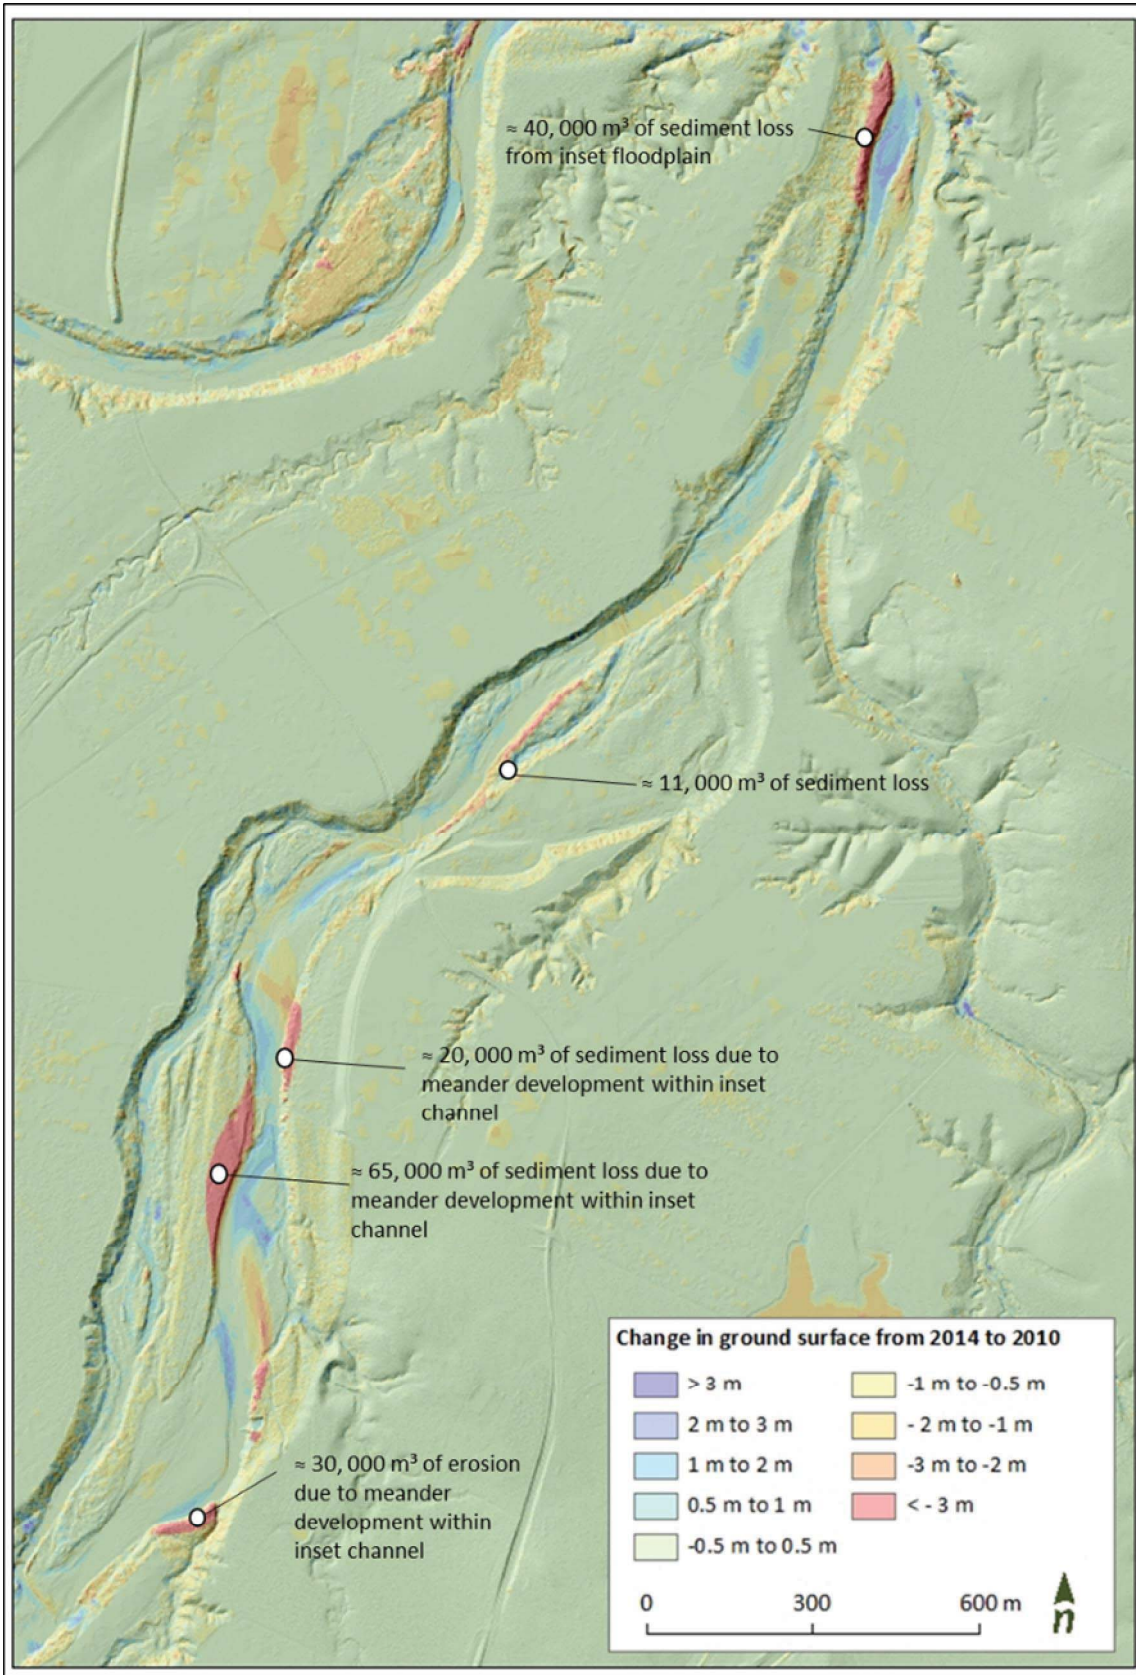 ≈ 40, 000 m³ of sediment loss
from inset floodplain
≈ 11, 000 m³ of sediment loss
≈ 20, 000 m³ of sediment loss due to
meander development within inset
channel
≈ 65, 000 m³ of sediment loss due to
meander development within inset
channel
≈ 30, 000 m³ of erosion
due to meander
development within
inset channel
Change in ground surface from 2014 to 2010
> 3 m
2 m to 3 m
1 m to 2 m
0.5 m to 1 m
-0.5 m to 0.5 m
-1 m to -0.5 m
- 2 m to -1 m
-3 m to -2 m
< - 3 m
0 300 600 m
n